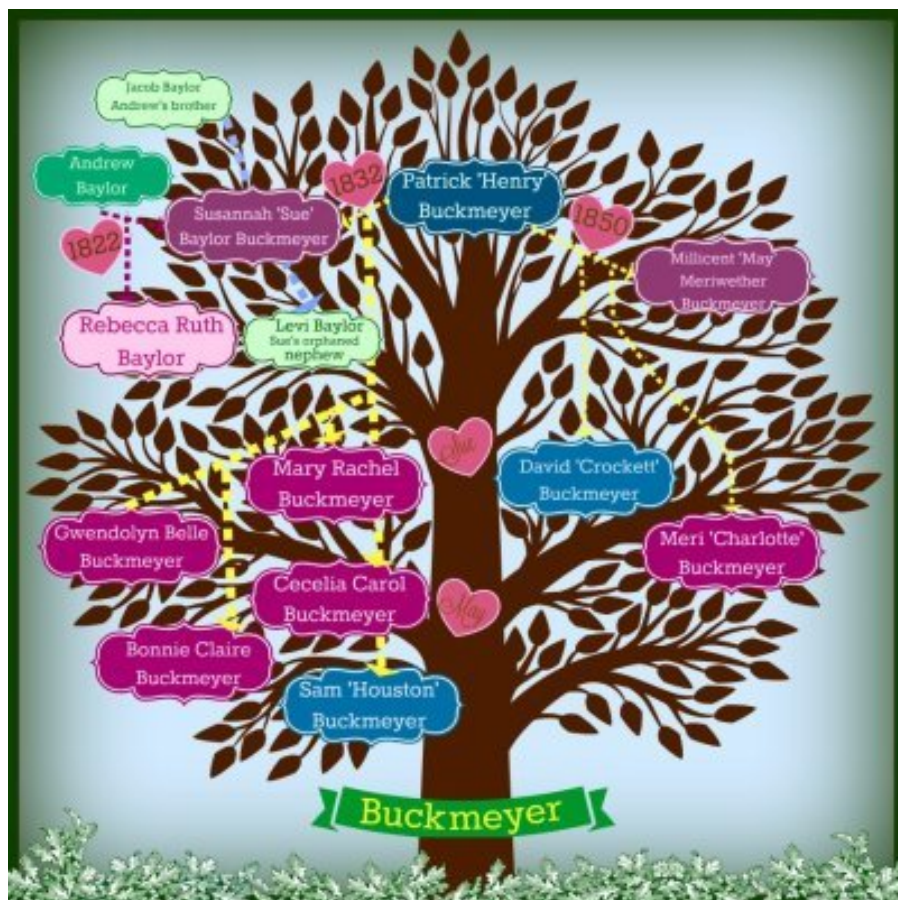 Jacob Baylor
Andrew's brother
Andrew
Baylor
1822
Susannah 'Sue'
Baylor Buckmeyer
1832
Patrick 'Henry'
Buckmeyer
1850
Millicent 'May'
Meriwether
Buckmeyer
Rebecca Ruth
Baylor
Levi Baylor
Sue's orphaned
nephew
Sue
Mary Rachel
Buckmeyer
David 'Crockett'
Buckmeyer
Gwendolyn Belle
Buckmeyer
Meri 'Charlotte'
Buckmeyer
Cecelia Carol
Buckmeyer
May
Bonnie Claire
Buckmeyer
Sam 'Houston'
Buckmeyer
Buckmeyer